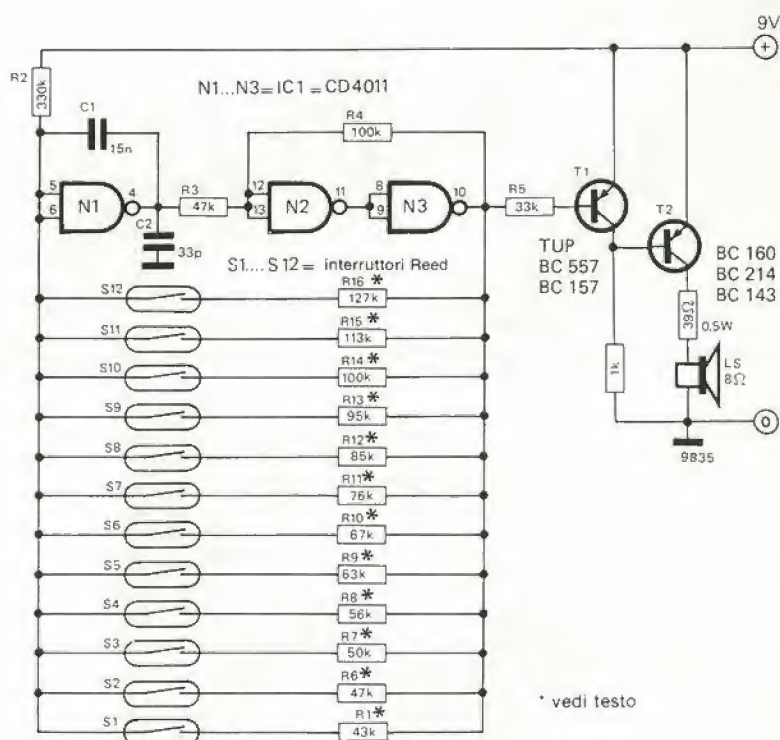 9V
+
R2
330k
N1...N3=IC1=CD4011
C1
15n
R4
100k
5
6
N1
4
R3
47k
12
13
N2
11
8
9
N3
10
R5
33k
T1
T2
C2
33p
TUP
BC 557
BC 157
BC 160
BC 214
BC 143
S1....S12= interruttori Reed
39Ω
0.5W
1k
LS
8Ω
0
9835
S12
R16*
127k
S11
R15*
113k
S10
R14*
100k
S9
R13*
95k
S8
R12*
85k
S7
R11*
76k
S6
R10*
67k
S5
R9*
63k
S4
R8*
56k
S3
R7*
50k
S2
R6*
47k
S1
R1*
43k
* vedi testo